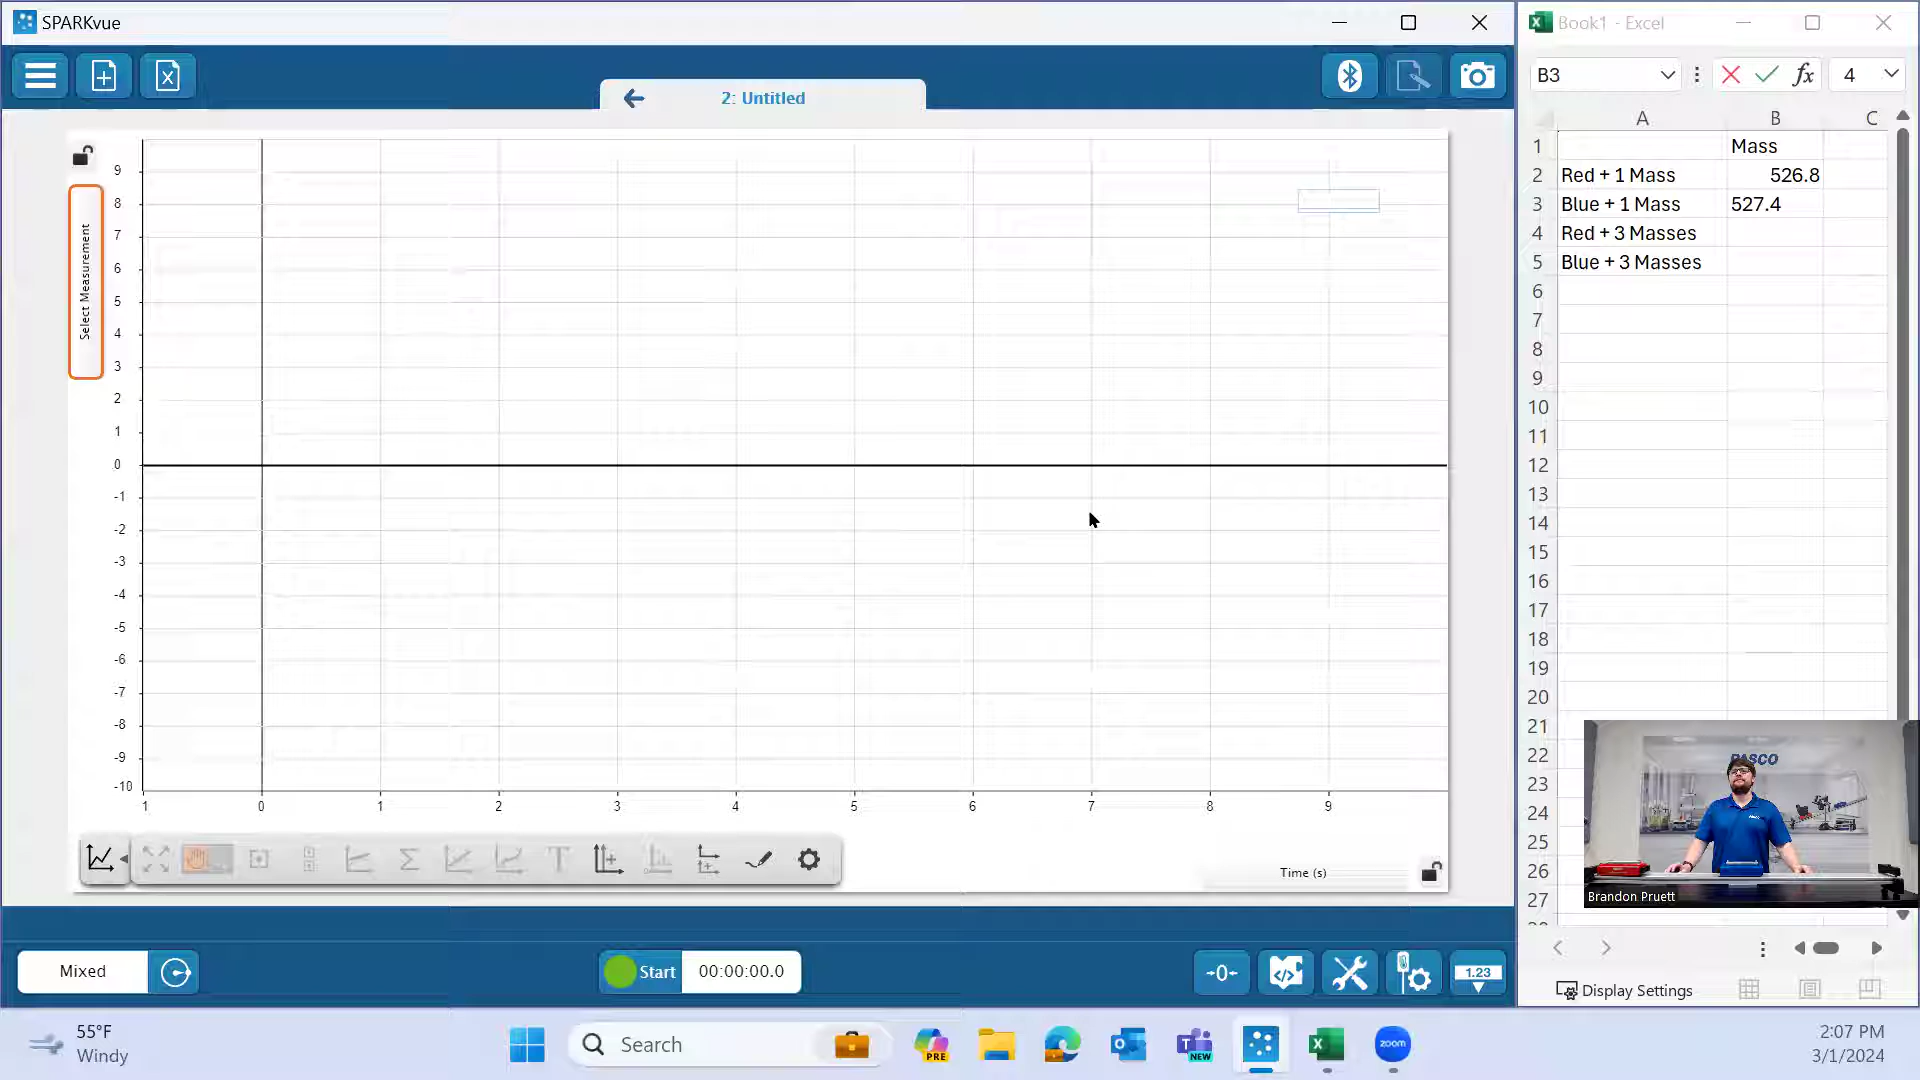 SPARKvue
2: Untitled
Select Measurement
9
8
7
6
5
4
3
2
1
0
-1
-2
-3
-4
-5
-6
-7
-8
-9
-10
1 0 1 2 3 4 5 6 7 8 9
Time (s)
Mixed
Start 00:00:00.0
→0←
1.23
Book1 - Excel
B3
fx
4
A B C
1 Mass
2 Red + 1 Mass 526.8
3 Blue + 1 Mass 527.4
4 Red + 3 Masses
5 Blue + 3 Masses
6
7
8
9
10
11
12
13
14
15
16
17
18
19
20
21
22
23
24
25
26
27
PASCO
Brandon Pruett
Display Settings
55°F
Windy
Search
PRE
NEW
zoom
2:07 PM
3/1/2024